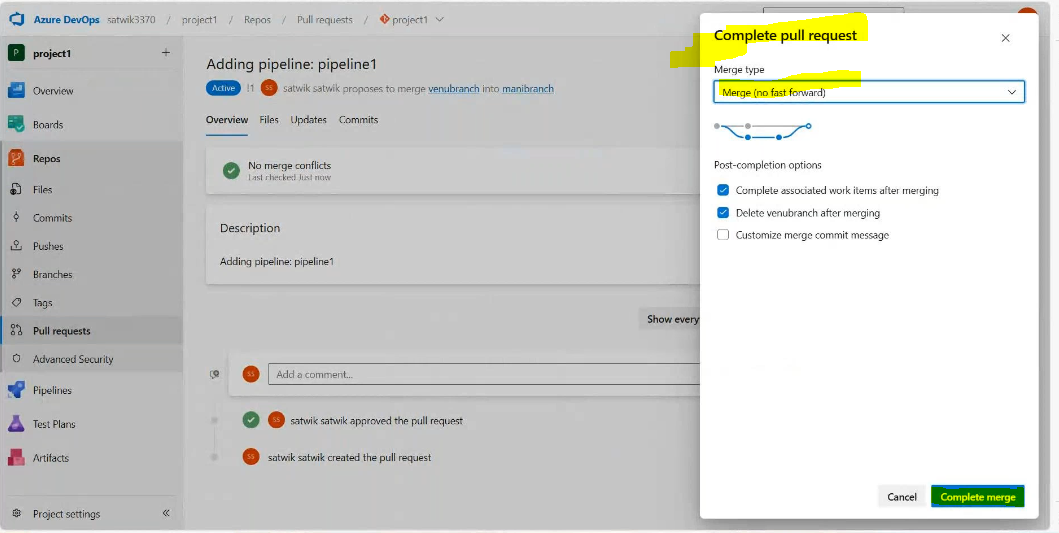 Azure DevOps satwik3370 / project1 / Repos / Pull requests / project1
P project1 +
Overview
Boards
Repos
Files
Commits
Pushes
Branches
Tags
Pull requests
Advanced Security
Pipelines
Test Plans
Artifacts
Project settings
Adding pipeline: pipeline1
Active !1 SS satwik satwik proposes to merge venubranch into manibranch
Overview Files Updates Commits
No merge conflicts
Last checked Just now
Description
Adding pipeline: pipeline1
Show every
SS Add a comment...
SS satwik satwik approved the pull request
SS satwik satwik created the pull request
Complete pull request
Merge type
Merge (no fast forward)
Post-completion options
Complete associated work items after merging
Delete venubranch after merging
Customize merge commit message
Cancel Complete merge